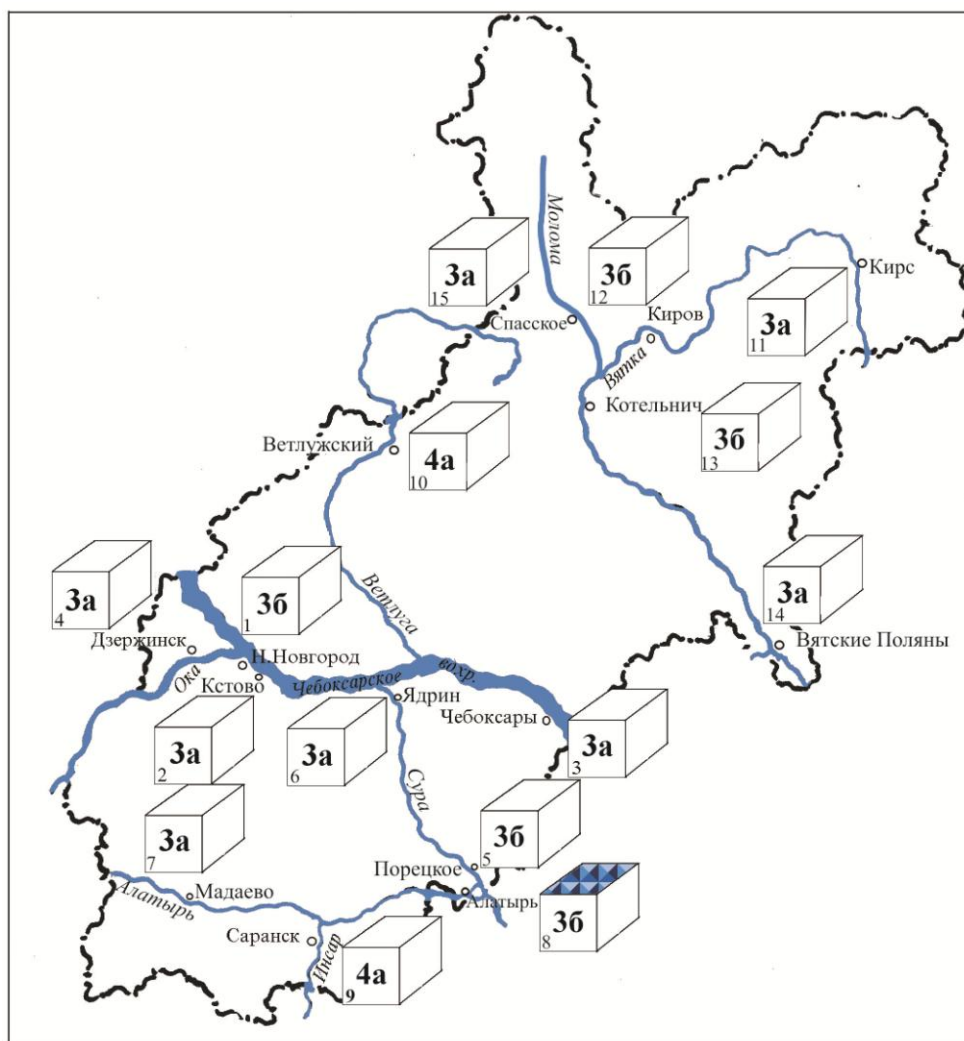 Молома
3а
15
3б
12
Кирс
Киров
3а
11
Спасское
Вятка
Котельнич
3б
13
Ветлужский
4а
10
3а
4
3б
1
Ветлуга
3а
14
Вятские Поляны
Дзержинск
Н.Новгород
Ока
Кстово
Чебоксарское
вдхр.
Ядрин
Чебоксары
3а
2
3а
6
3а
3
Сура
3а
7
3б
5
Порецкое
Алатырь
Мадаево
Алатырь
3б
8
Саранск
Инсар
4а
9